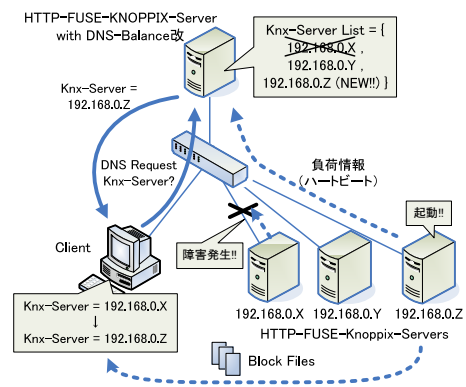 HTTP-FUSE-KNOPPIX-Server
with DNS-Balance改
Knx-Server List = {
192.168.0.X ,
192.168.0.Y ,
192.168.0.Z (NEW!!) }
Knx-Server =
192.168.0.Z
DNS Request
Knx-Server?
負荷情報
（ハートビート）
起動!!
Client
障害発生!!
Knx-Server = 192.168.0.X
↓
Knx-Server = 192.168.0.Z
192.168.0.X
192.168.0.Y
192.168.0.Z
HTTP-FUSE-Knoppix-Servers
Block Files